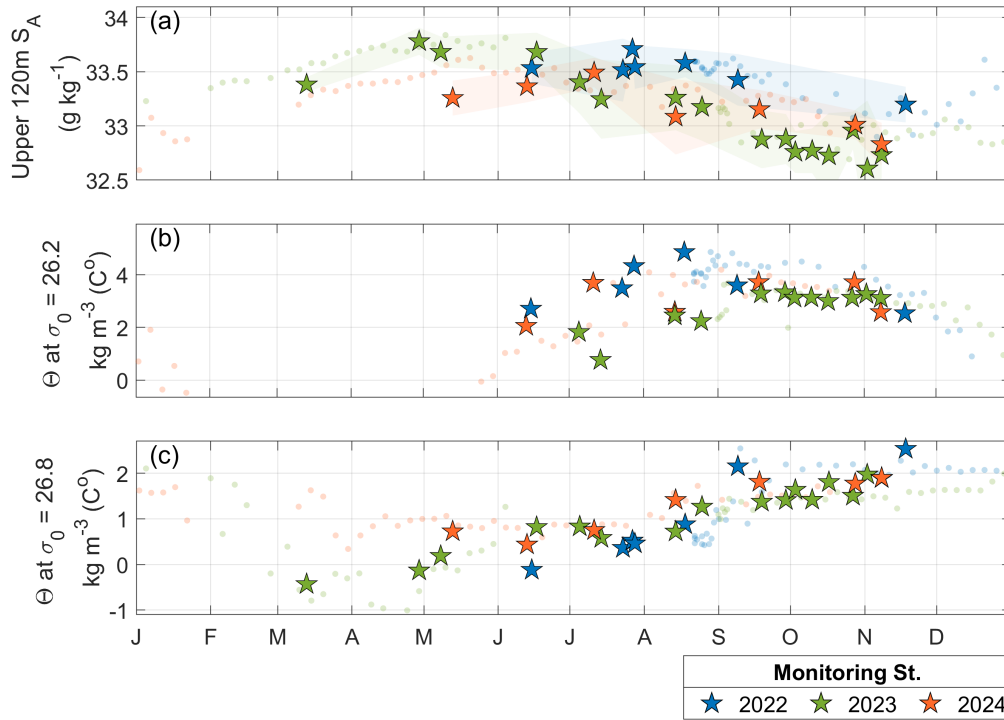 (a)
Upper 120m S_A
(g kg⁻¹)
34
33.5
33
32.5
(b)
Θ at σ₀ = 26.2
kg m⁻³ (C°)
4
2
0
(c)
Θ at σ₀ = 26.8
kg m⁻³ (C°)
2
1
0
-1
J F M A M J J A S O N D
Monitoring St.
2022 2023 2024